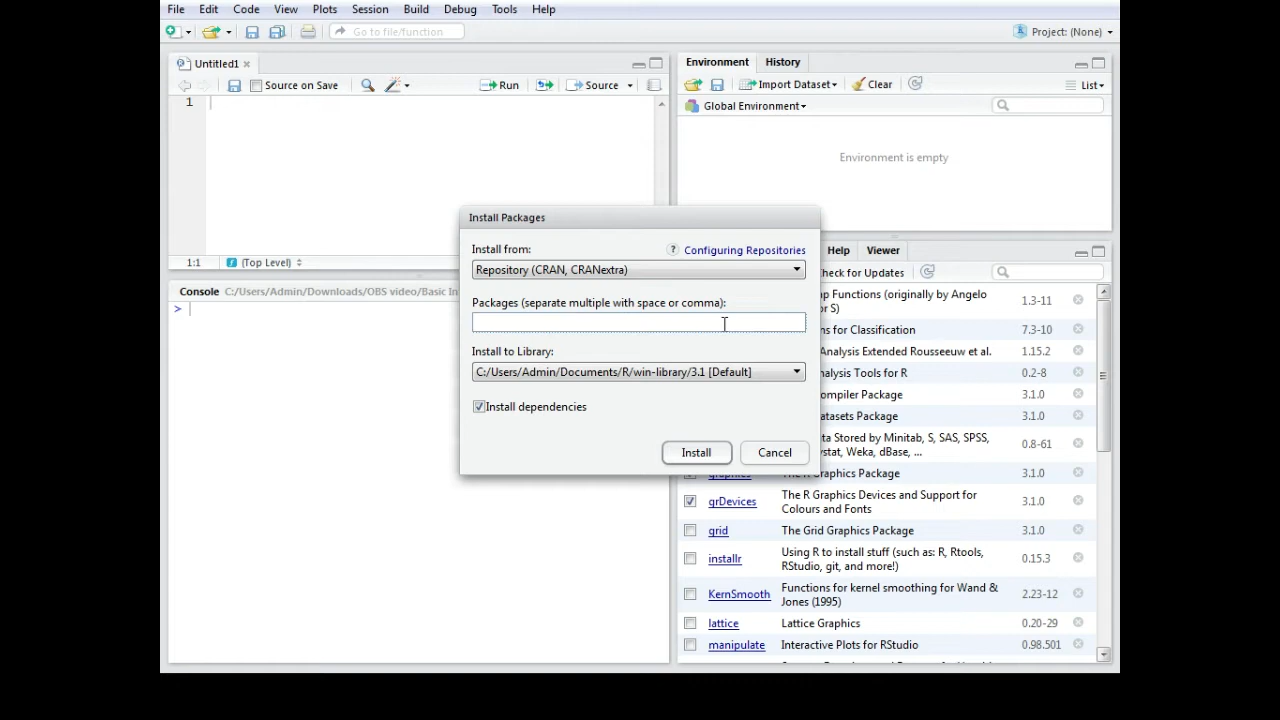 File Edit Code View Plots Session Build Debug Tools Help
Go to file/function
Project: (None)
Untitled1
Source on Save
Run
Source
1
1:1
(Top Level)
Console C:/Users/Admin/Downloads/OBS video/Basic
>
Environment History
Import Dataset
Clear
List
Global Environment
Environment is empty
Install Packages
Install from:
? Configuring Repositories
Repository (CRAN, CRANextra)
Packages (separate multiple with space or comma):
Install to Library:
C:/Users/Admin/Documents/R/win-library/3.1 [Default]
Install dependencies
Install Cancel
Help Viewer
Check for Updates
Functions (originally by Angelo
or S) 1.3-11
ns for Classification 7.3-10
Analysis Extended Rousseeuw et al. 1.15.2
nalysis Tools for R 0.2-8
ompiler Package 3.1.0
atasets Package 3.1.0
ta Stored by Minitab, S, SAS, SPSS,
ystat, Weka, dBase, ... 0.8-61
graphics The R Graphics Package 3.1.0
grDevices The R Graphics Devices and Support for
Colours and Fonts 3.1.0
grid The Grid Graphics Package 3.1.0
installr Using R to install stuff (such as: R, Rtools,
RStudio, git, and more!) 0.15.3
KernSmooth Functions for kernel smoothing for Wand &
Jones (1995) 2.23-12
lattice Lattice Graphics 0.20-29
manipulate Interactive Plots for RStudio 0.98.501